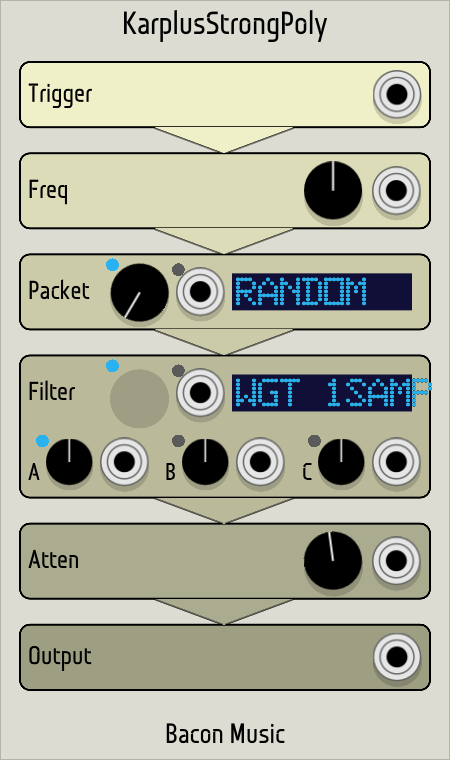 KarplusStrongPoly
Trigger
Freq
Packet RANDOM
Filter WGT 1SAMP
A B C
Atten
Output
Bacon Music